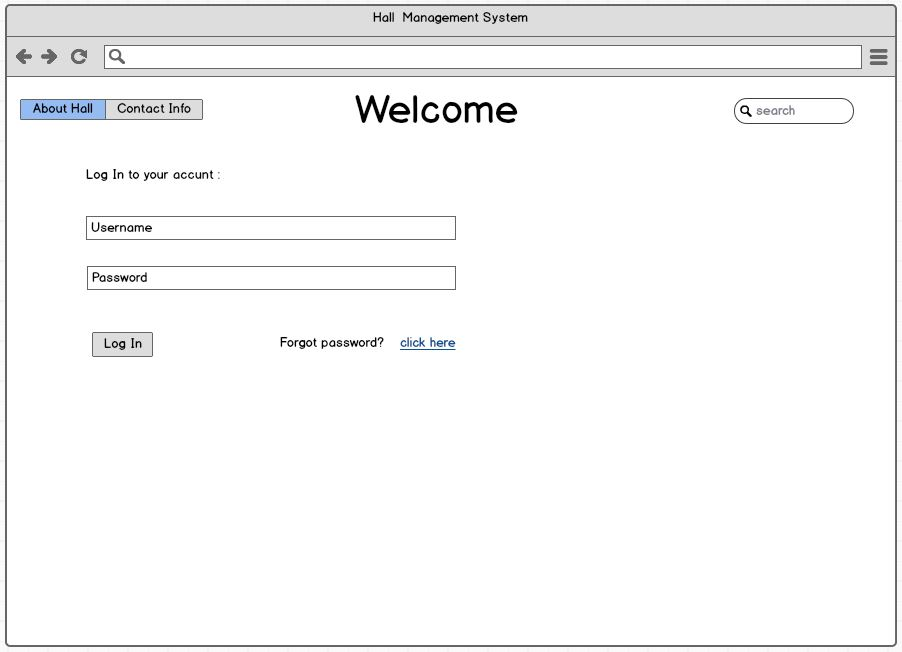 Hall Management System
About Hall Contact Info
Welcome
search
Log In to your accunt :
Username
Password
Log In
Forgot password? click here